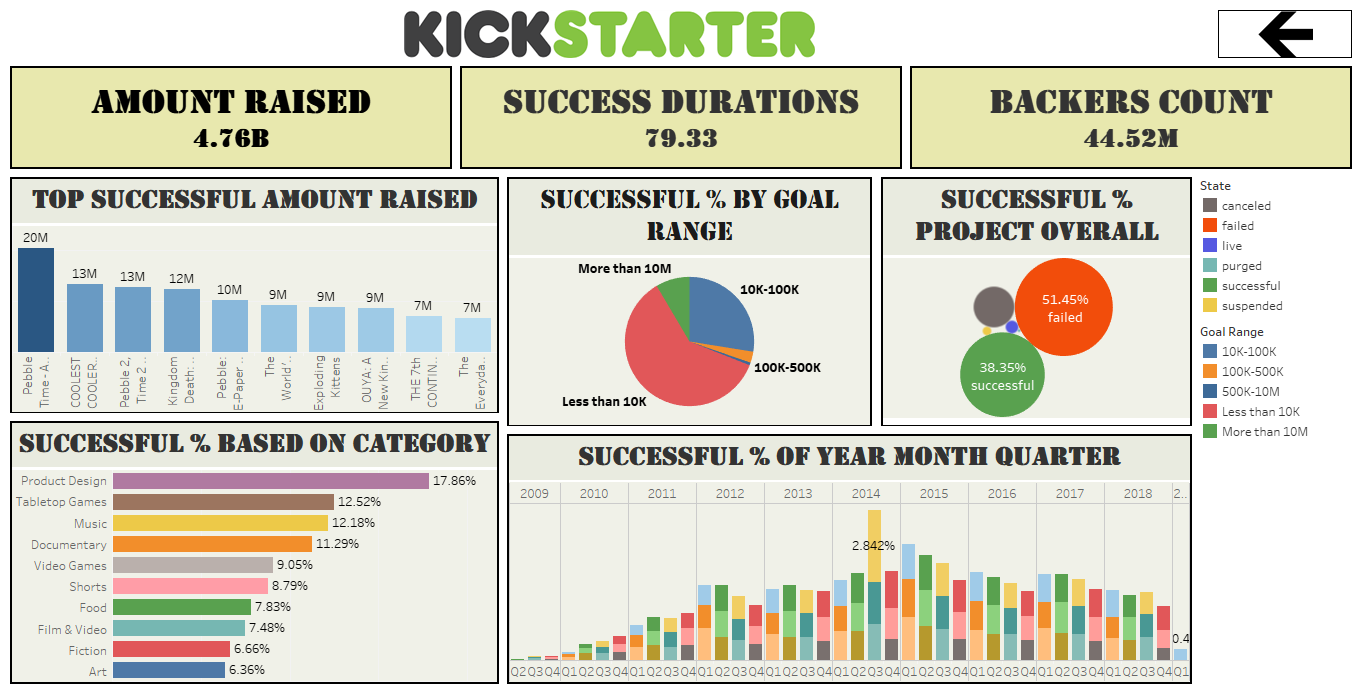 KICKSTARTER
AMOUNT RAISED
4.76B
SUCCESS DURATIONS
79.33
BACKERS COUNT
44.52M
TOP SUCCESSFUL AMOUNT RAISED
20M
13M
13M
12M
10M
9M
9M
9M
7M
7M
Pebble
Time - A..
COOLEST
COOLER..
Pebble 2,
Time 2 ..
Kingdom
Death: ..
Pebble:
E-Paper ..
The
World'..
Exploding
Kittens
OUYA: A
New Kin..
THE 7th
CONTIN..
The
Everyda..
SUCCESSFUL % BY GOAL
RANGE
More than 10M
10K-100K
100K-500K
Less than 10K
SUCCESSFUL %
PROJECT OVERALL
51.45%
failed
38.35%
successful
State
canceled
failed
live
purged
successful
suspended
Goal Range
10K-100K
100K-500K
500K-10M
Less than 10K
More than 10M
SUCCESSFUL % BASED ON CATEGORY
Product Design 17.86%
Tabletop Games 12.52%
Music 12.18%
Documentary 11.29%
Video Games 9.05%
Shorts 8.79%
Food 7.83%
Film & Video 7.48%
Fiction 6.66%
Art 6.36%
SUCCESSFUL % OF YEAR MONTH QUARTER
2009 2010 2011 2012 2013 2014 2015 2016 2017 2018 2..
2.842%
0.4
Q2 Q3 Q4 Q1 Q2 Q3 Q4 Q1 Q2 Q3 Q4 Q1 Q2 Q3 Q4 Q1 Q2 Q3 Q4 Q1 Q2 Q3 Q4 Q1 Q2 Q3 Q4 Q1 Q2 Q3 Q4 Q1 Q2 Q3 Q4 Q1 Q2 Q3 Q4 Q1